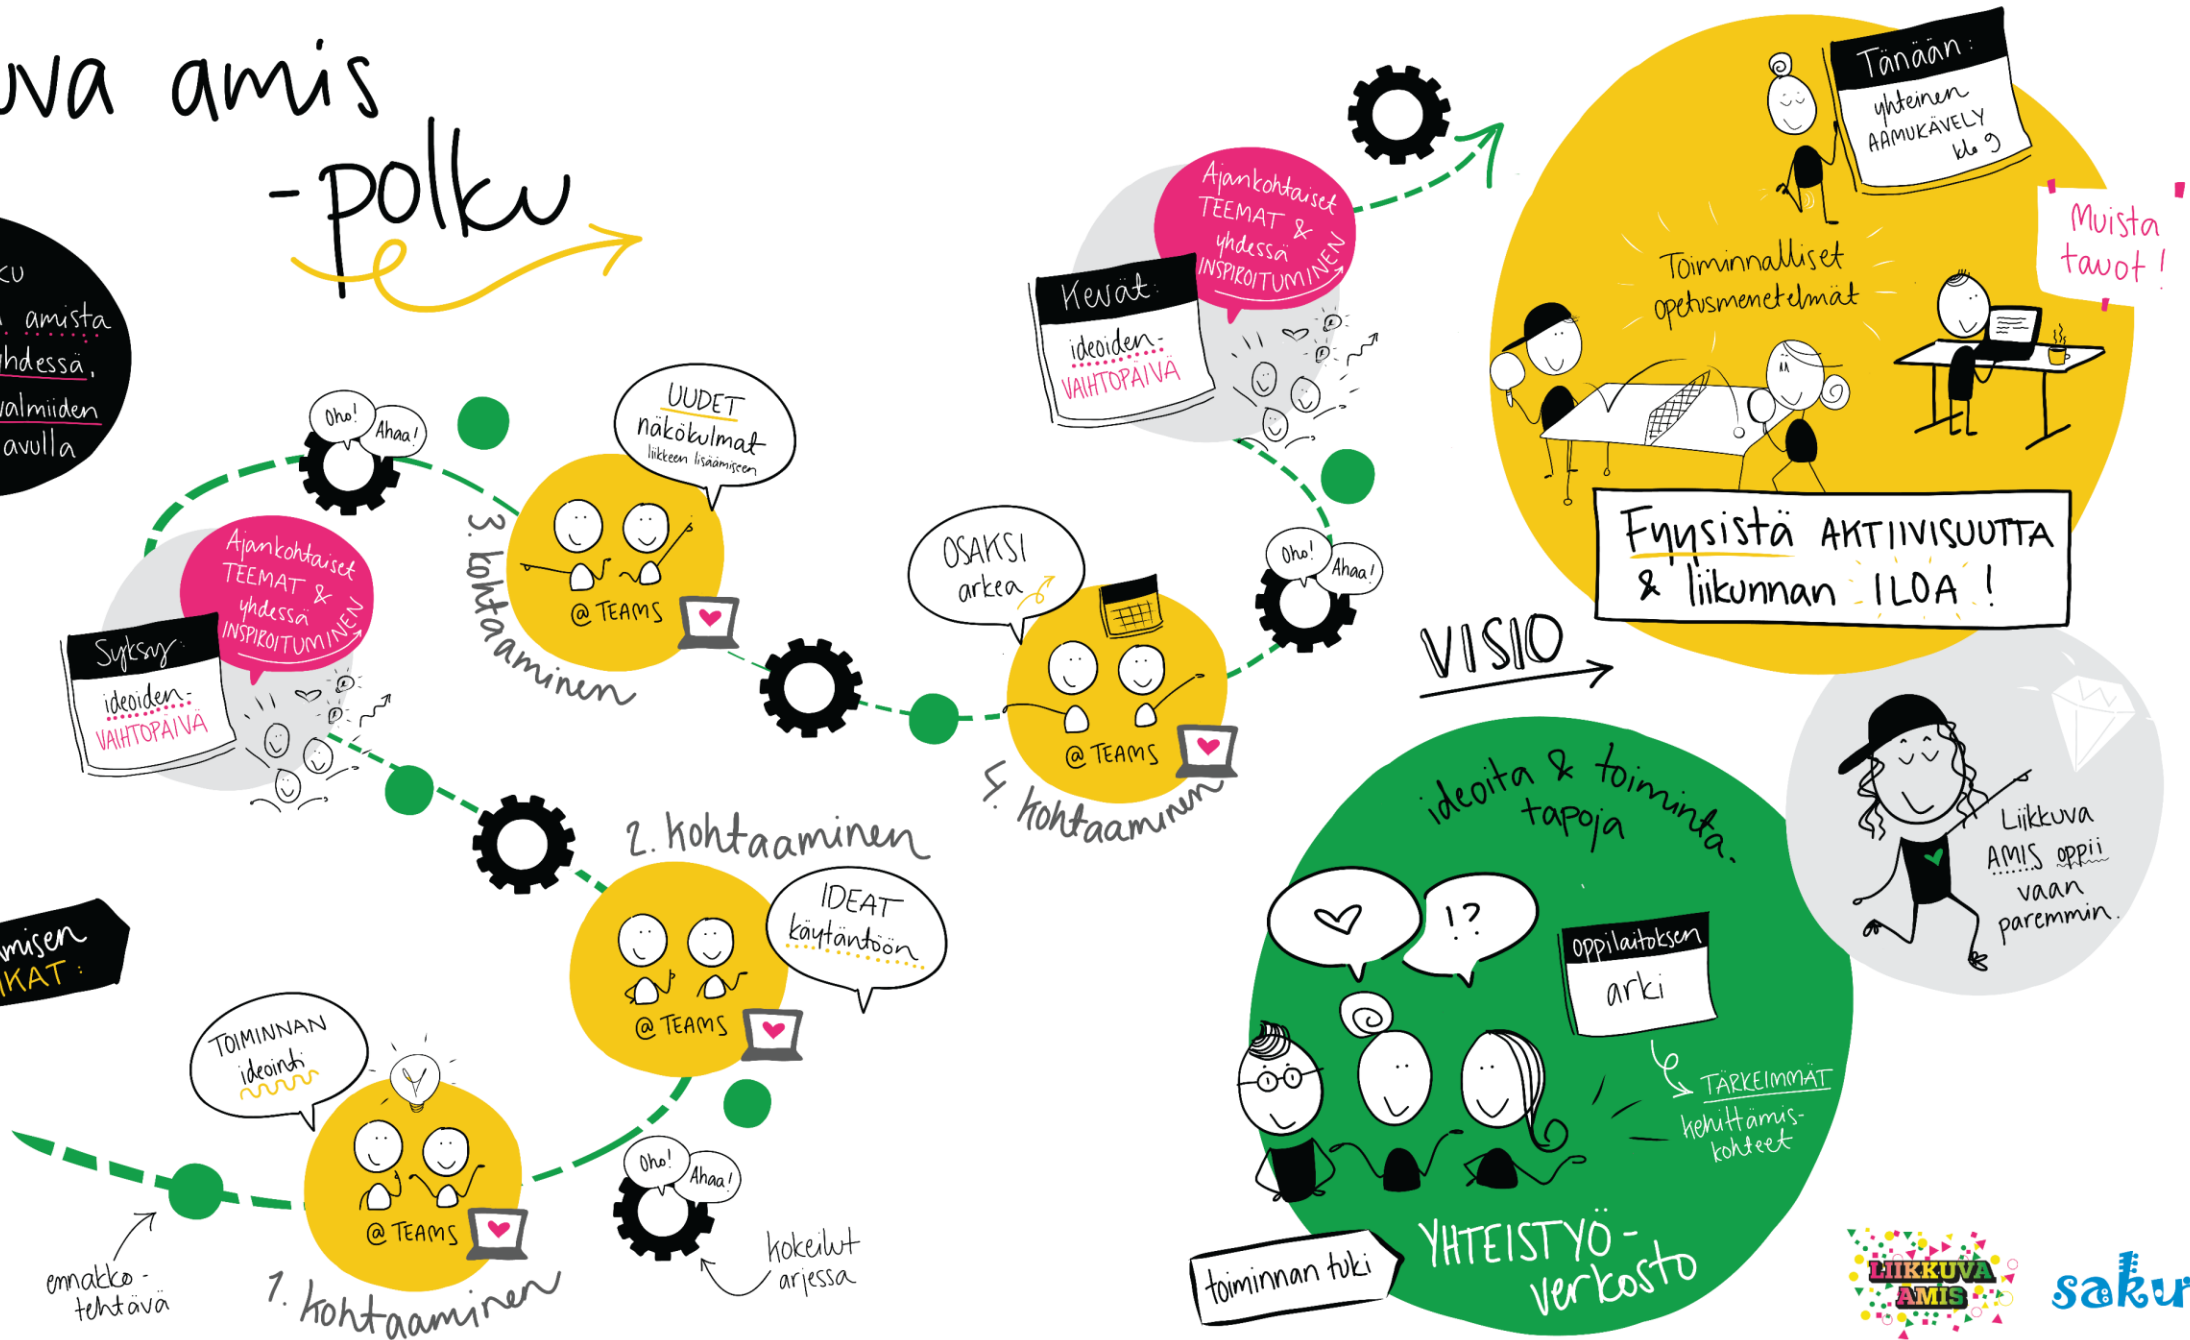 amis
-polku
amista
yhdessä.
valmiiden
avulla
Oho!
Ahaa!
UUDET
näkökulmat
liikkeen lisäämiseen
@ TEAMS
3. kohtaaminen
Ajankohtaiset
TEEMAT &
yhdessä
INSPIROITUMINEN
Syksy:
ideoiden-
VAIHTOPÄIVÄ
2. kohtaaminen
IDEAT
käytäntöön
@ TEAMS
TOIMINNAN
ideointi
@ TEAMS
1. kohtaaminen
ennakko-
tehtävä
Oho!
Ahaa!
kokeilut
arjessa
OSAKSI
arkea
@ TEAMS
4. kohtaaminen
Oho!
Ahaa!
Ajankohtaiset
TEEMAT &
yhdessä
INSPIROITUMINEN
Kevät:
ideoiden-
VAIHTOPÄIVÄ
VISIO
Tänään:
yhteinen
AAMUKÄVELY
klo 9
Muista
tauot!
Toiminnalliset
opetusmenetelmät
Fyysistä AKTIIVISUUTTA
& liikunnan ILOA!
Liikkuva
AMIS oppii
vaan
paremmin.
ideoita & toiminta-
tapoja
!?
oppilaitoksen
arki
TÄRKEIMMÄT
kehittämis-
kohteet
YHTEISTYÖ-
verkosto
toiminnan tuki
LIIKKUVA
AMIS
saku